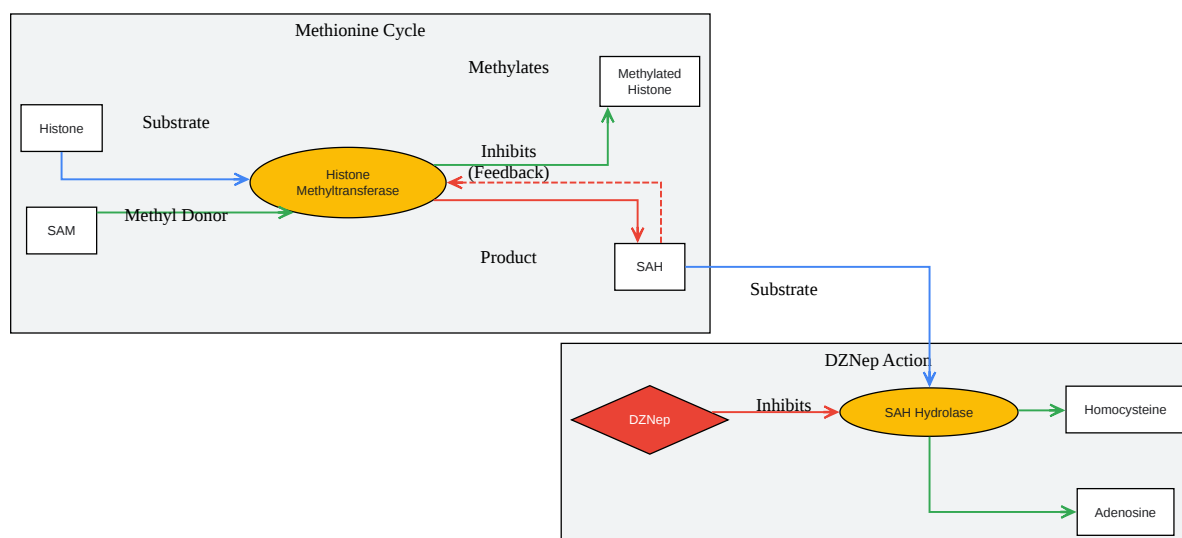 Methionine Cycle
Methylates
Methylated
Histone
Histone
Substrate
Inhibits
(Feedback)
Histone
Methyltransferase
SAM
Methyl Donor
Product
SAH
Substrate
DZNep Action
DZNep
Inhibits
SAH Hydrolase
Homocysteine
Adenosine